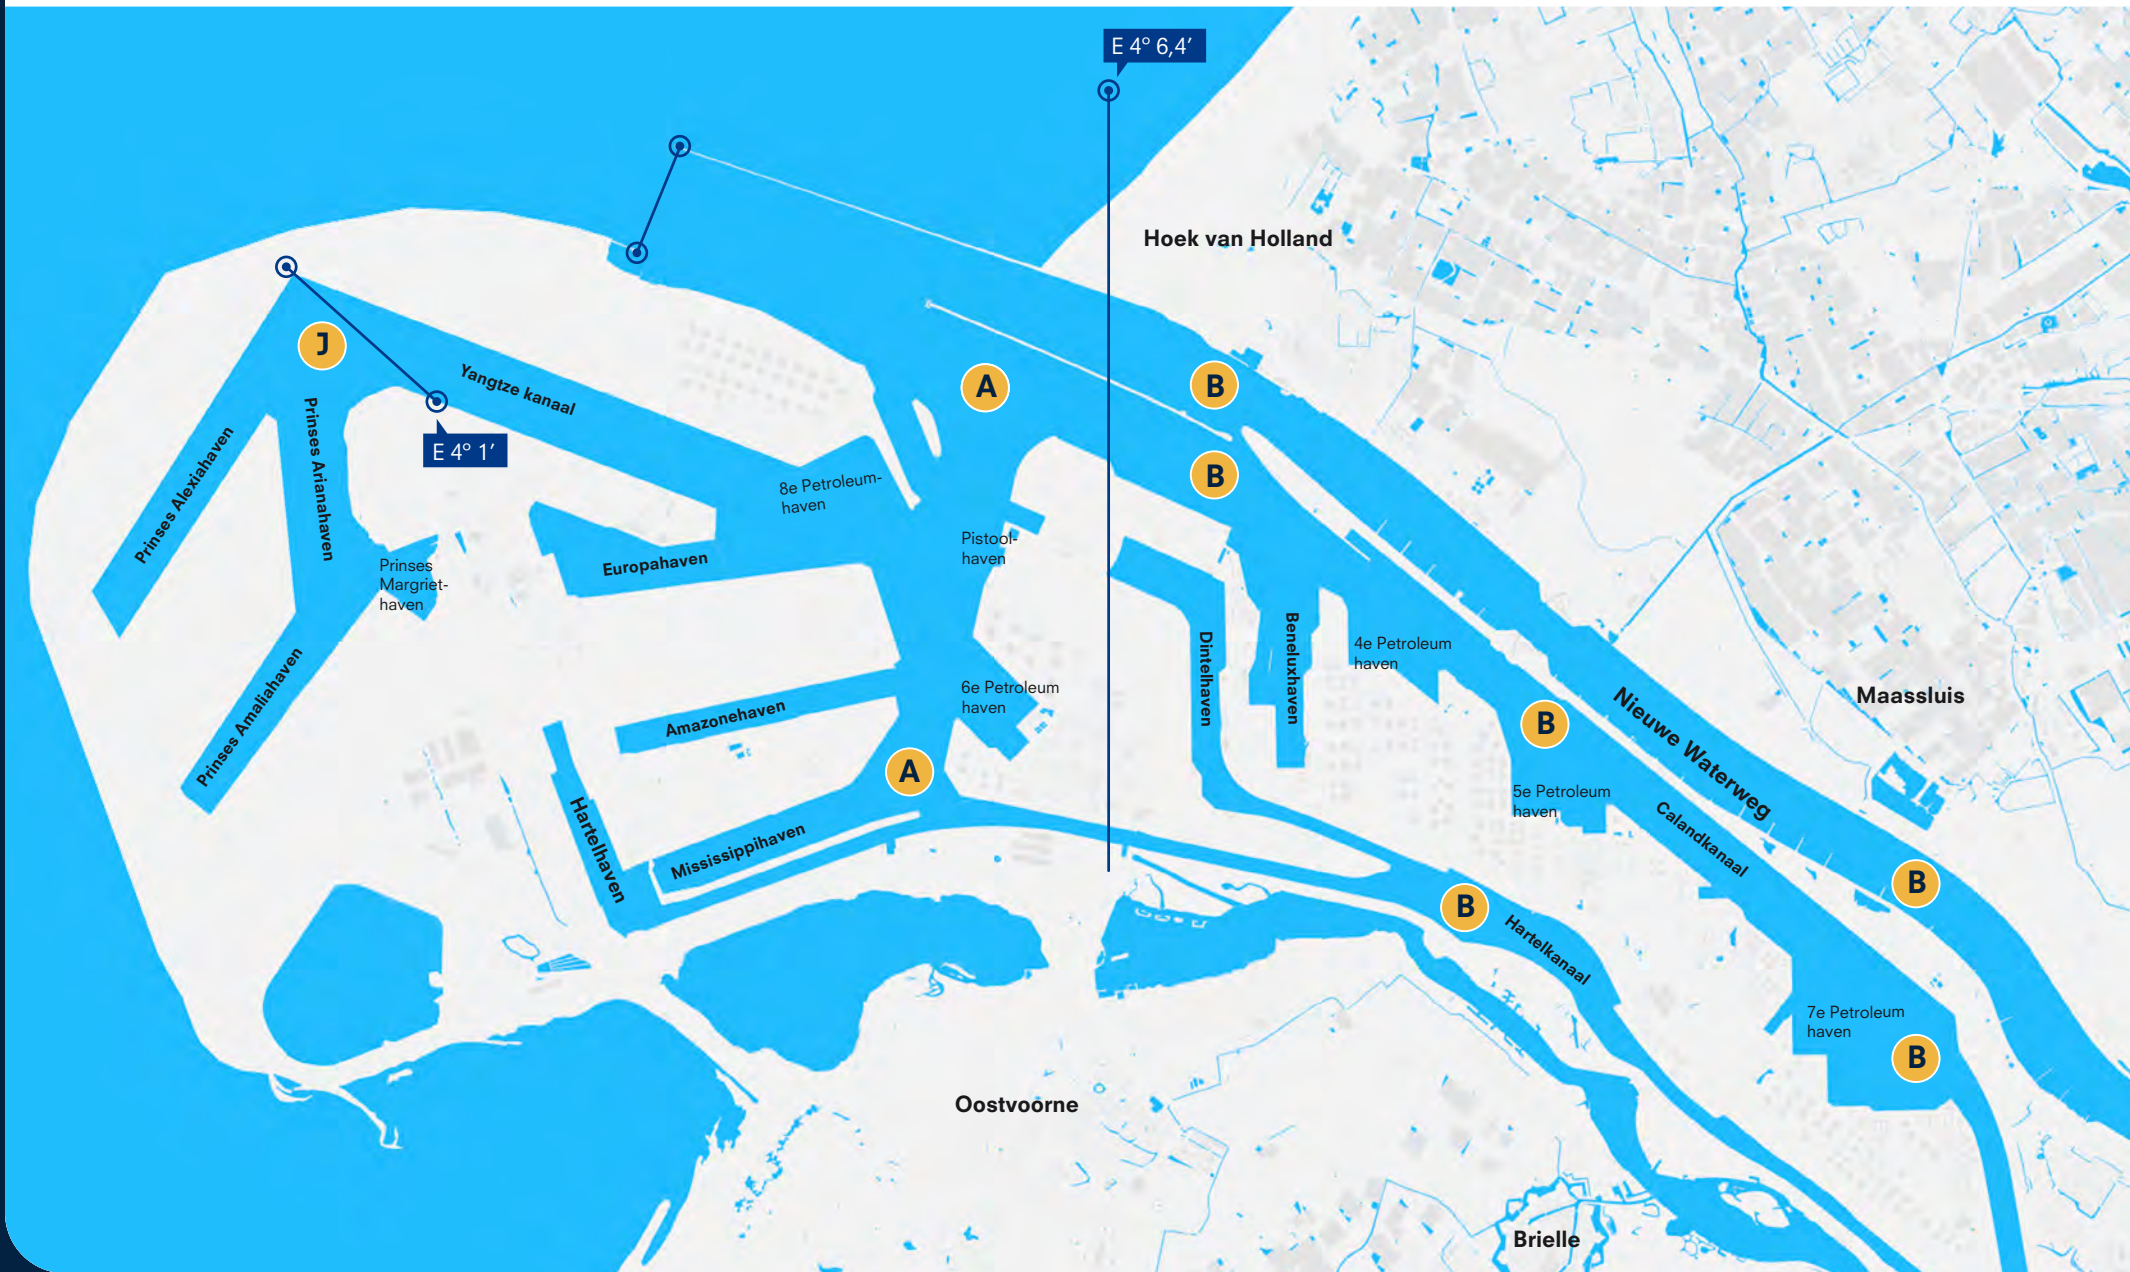 E 4° 6,4’
Hoek van Holland
J
A
B
Yangtze kanaal
E 4° 1’
Prinses Alexiahaven
Prinses Arianahaven
B
8e Petroleum-
haven
Pistool-
haven
Europahaven
Prinses
Margriet-
haven
Dintelhaven
Beneluxhaven
4e Petroleum
haven
Prinses Amaliahaven
6e Petroleum
haven
Amazonehaven
B
Nieuwe Waterweg
Maassluis
A
5e Petroleum
haven
Hartelhaven
Mississippihaven
Calandkanaal
B
B
Hartelkanaal
7e Petroleum
haven
B
Oostvoorne
Brielle